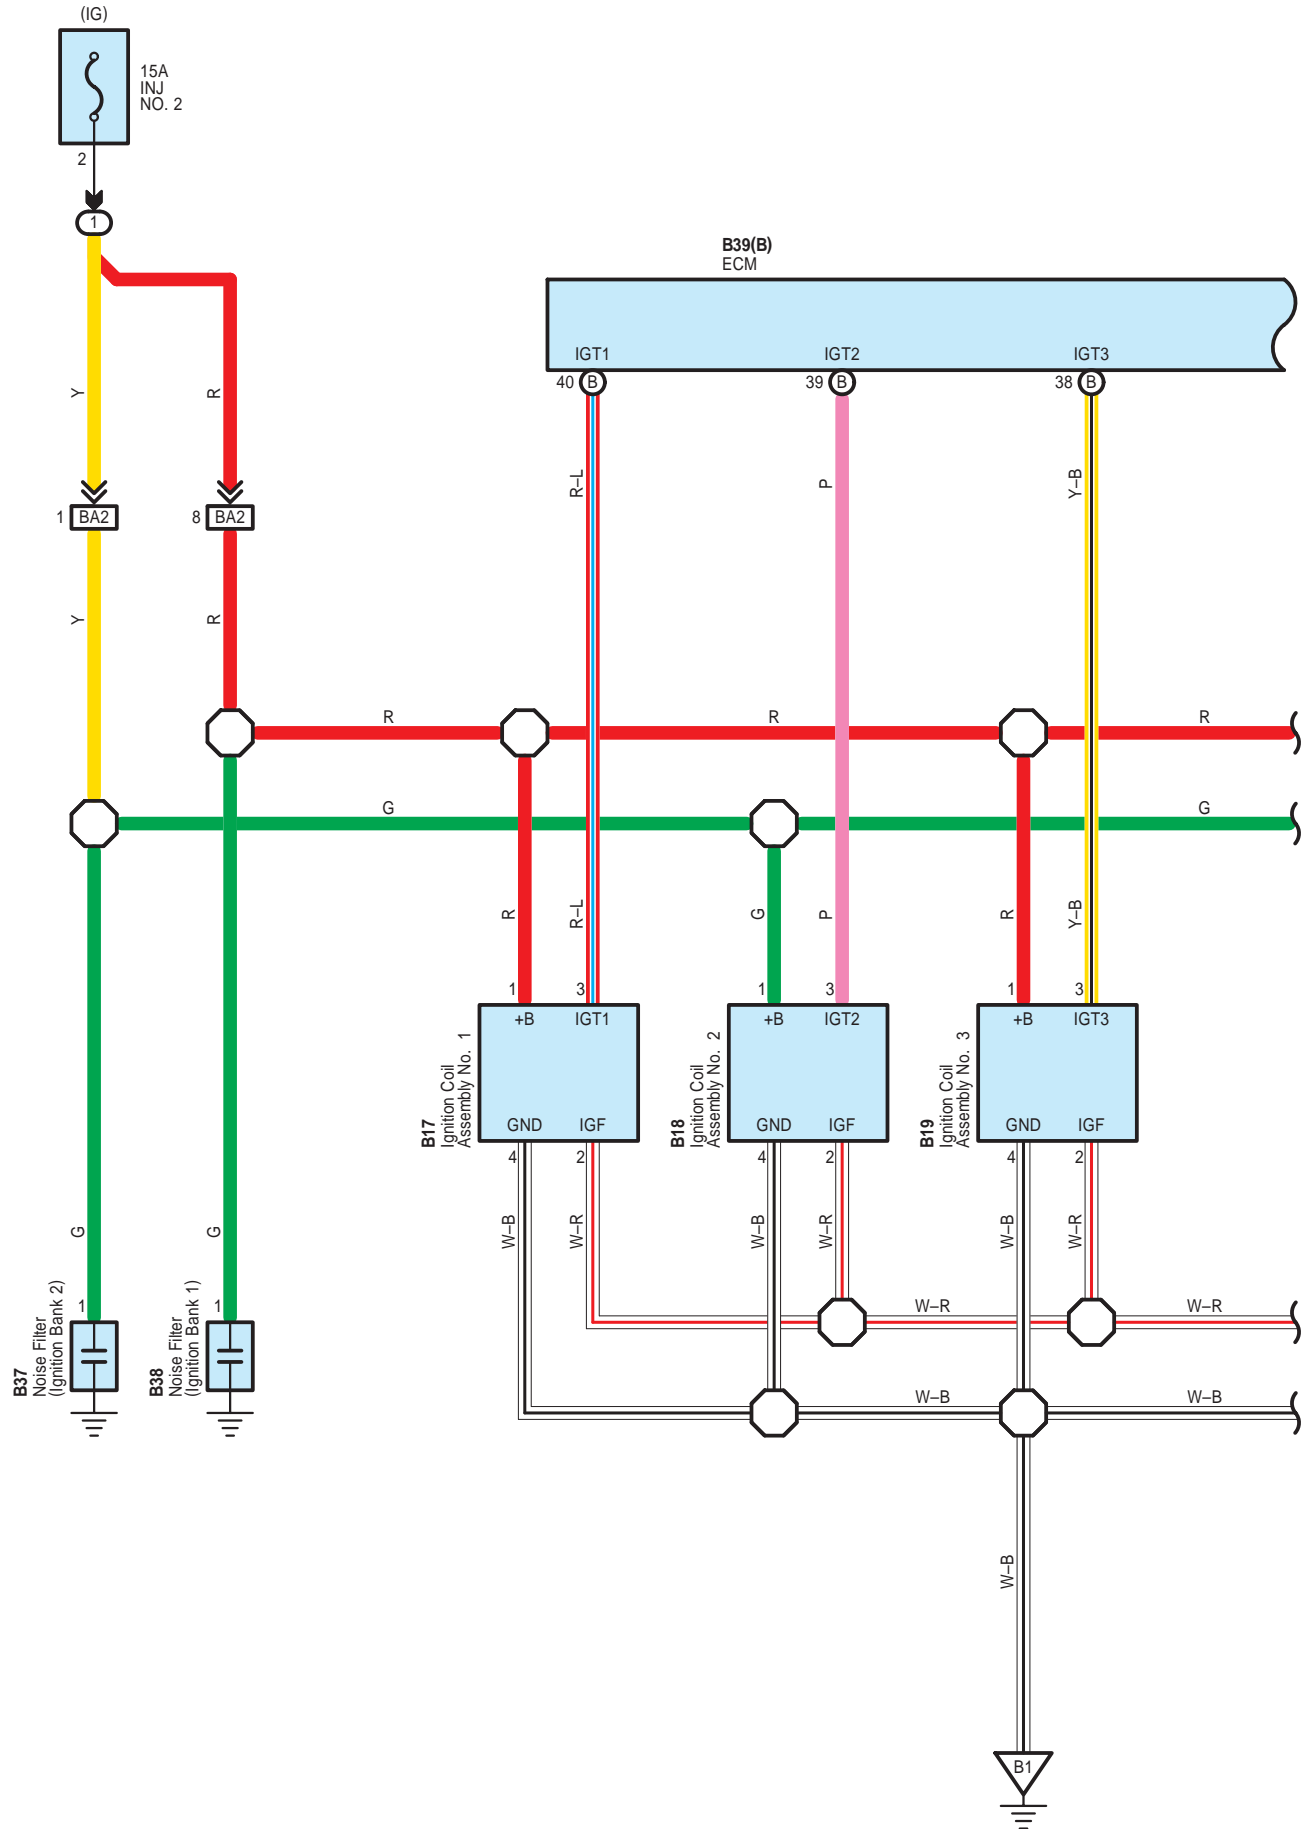 (IG)
15A
INJ
NO. 2
2
1
B39(B)
ECM
IGT1
IGT2
IGT3
40 B
39 B
38 B
Y
R
R–L
P
Y–B
1 BA2
8 BA2
Y
R
R
R
R
G
G
R
R–L
G
P
R
Y–B
1
3
1
3
1
3
+B
IGT1
+B
IGT2
+B
IGT3
B17
Ignition Coil
Assembly No. 1
B18
Ignition Coil
Assembly No. 2
B19
Ignition Coil
Assembly No. 3
GND
IGF
GND
IGF
GND
IGF
4
2
4
2
4
2
G
G
W–B
W–R
W–B
W–R
W–B
W–R
1
1
W–R
W–R
B37
Noise Filter
(Ignition Bank 2)
B38
Noise Filter
(Ignition Bank 1)
W–B
W–B
W–B
B1